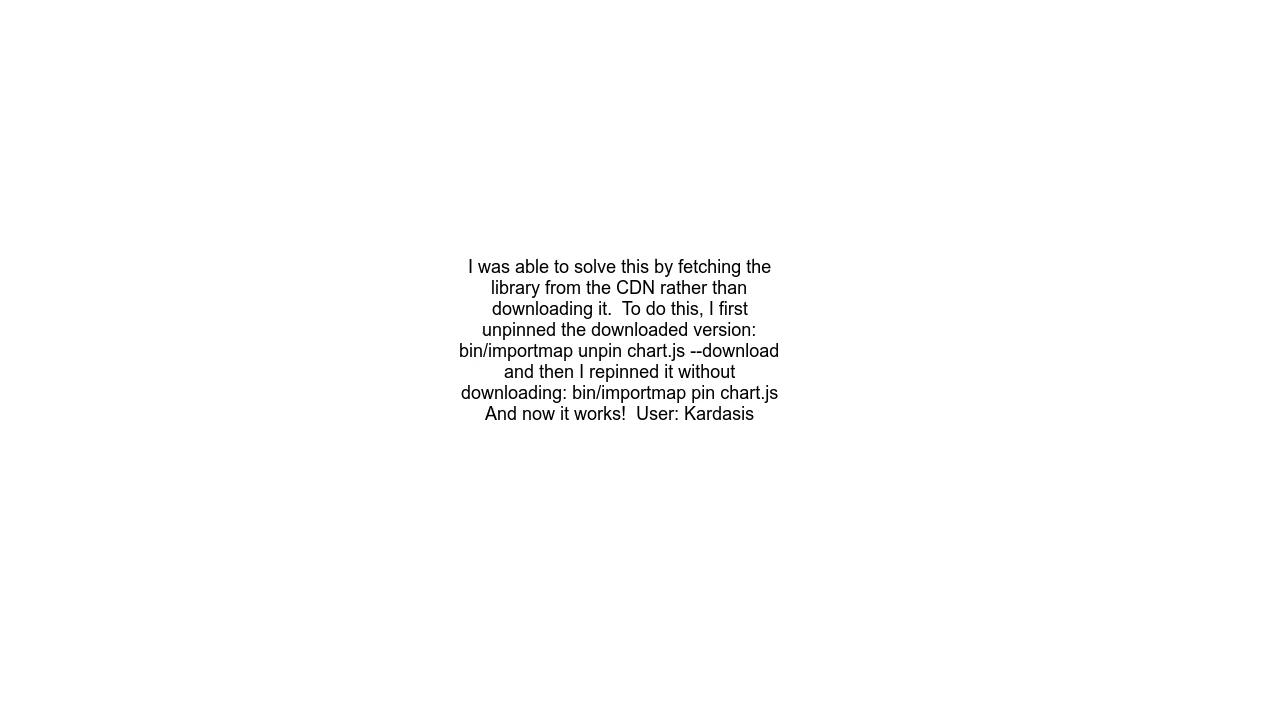 I was able to solve this by fetching the
library from the CDN rather than
downloading it.  To do this, I first
unpinned the downloaded version:
bin/importmap unpin chart.js --download
and then I repinned it without
downloading: bin/importmap pin chart.js
And now it works!  User: Kardasis